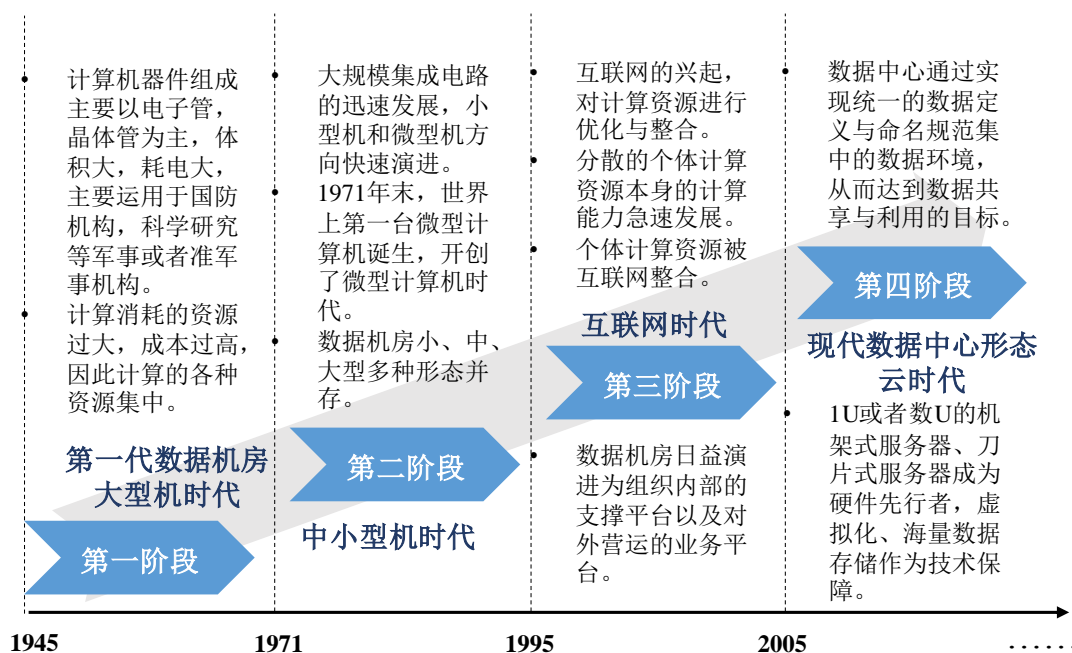 • 计算机器件组成
主要以电子管，
晶体管为主，体
积大，耗电大，
主要运用于国防
机构，科学研究
等军事或者准军
事机构。
• 计算消耗的资源
过大，成本过高，
因此计算的各种
资源集中。
第一代数据机房
大型机时代
第一阶段
• 大规模集成电路
的迅速发展，小
型机和微型机方
向快速演进。
• 1971年末，世界
上第一台微型计
算机诞生，开创
了微型计算机时
代。
• 数据机房小、中、
大型多种形态并
存。
第二阶段
中小型机时代
• 互联网的兴起，
对计算资源进行
优化与整合。
• 分散的个体计算
资源本身的计算
能力急速发展。
• 个体计算资源被
互联网整合。
互联网时代
第三阶段
• 数据机房日益演
进为组织内部的
支撑平台以及对
外营运的业务平
台。
• 数据中心通过实
现统一的数据定
义与命名规范集
中的数据环境，
从而达到数据共
享与利用的目标。
第四阶段
现代数据中心形态
云时代
• 1U或者数U的机
架式服务器、刀
片式服务器成为
硬件先行者，虚
拟化、海量数据
存储作为技术保
障。
1945 1971 1995 2005 ......